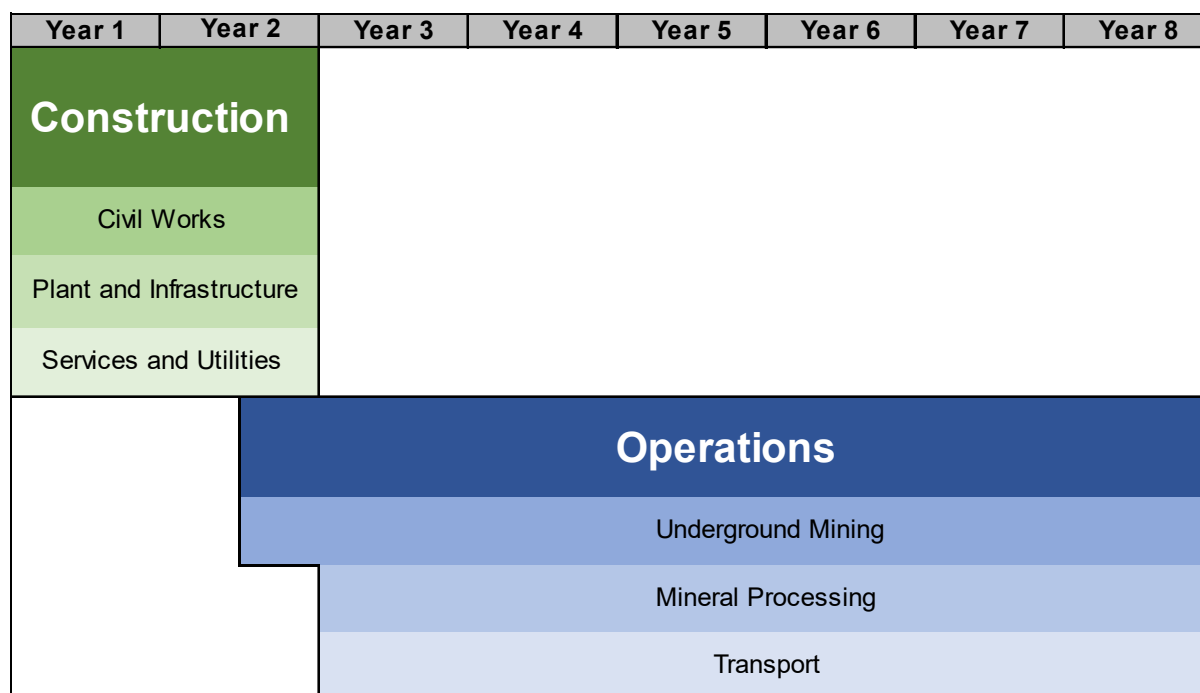 Year 1 Year 2 Year 3 Year 4 Year 5 Year 6 Year 7 Year 8
Construction
Civil Works
Plant and Infrastructure
Services and Utilities
Operations
Underground Mining
Mineral Processing
Transport